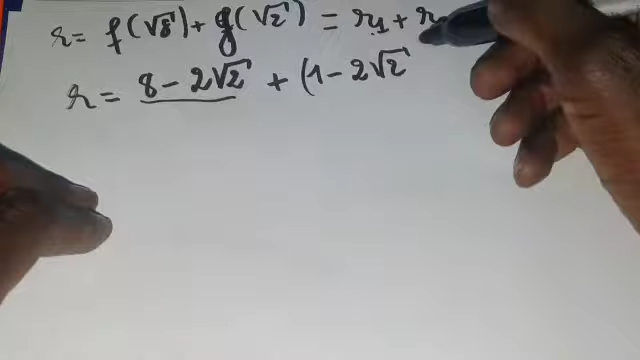 r = f(√8) + g(√2) = r₁ + r
r = 8 - 2√2 + (1 - 2√2